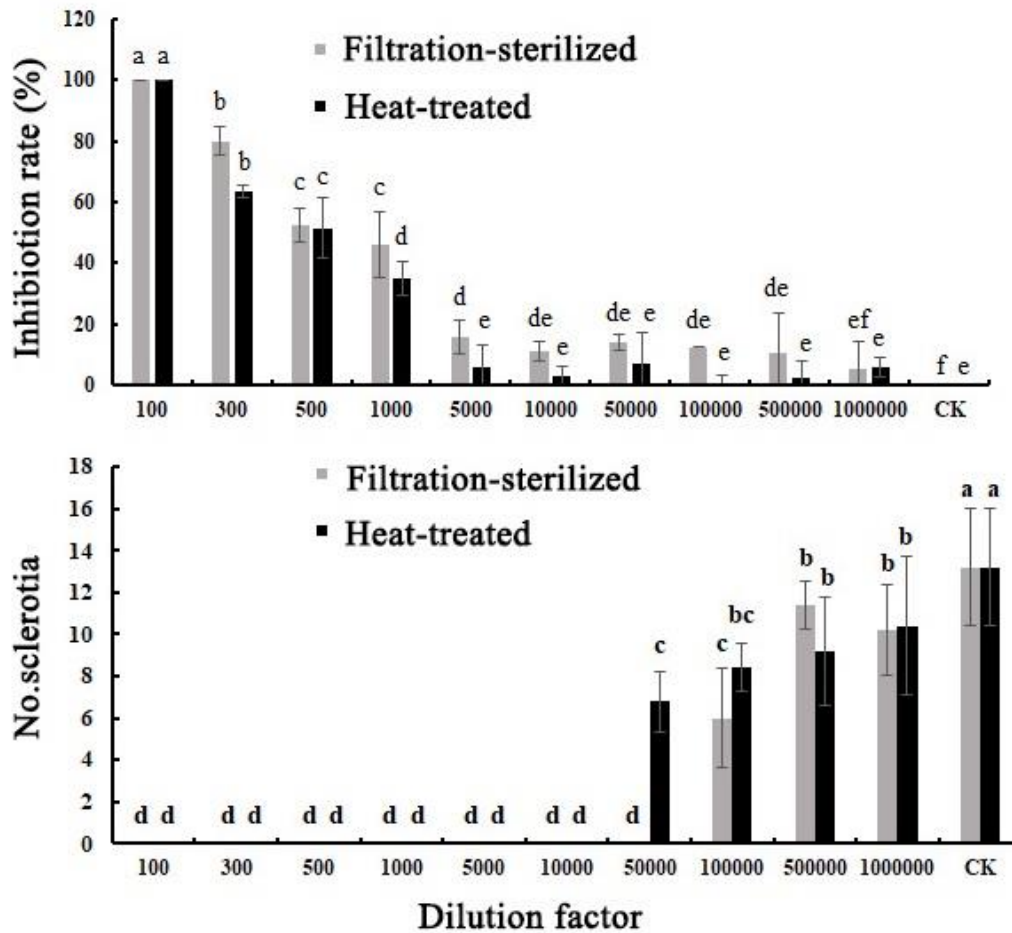 120
Filtration-sterilized
a a
100
Heat-treated
b
80
b
60
c c
c
40
d
20
d e
de e
de e
de e
de e
ef e
f e
0
Inhibiotion rate (%)
100 300 500 1000 5000 10000 50000 100000 500000 1000000 CK
18
Filtration-sterilized
a a
16
Heat-treated
14
b b
b b
12
bc
10
c
c
8
6
4
2
d d d d d d d d d d d d d
0
No.sclerotia
100 300 500 1000 5000 10000 50000 100000 500000 1000000 CK
Dilution factor